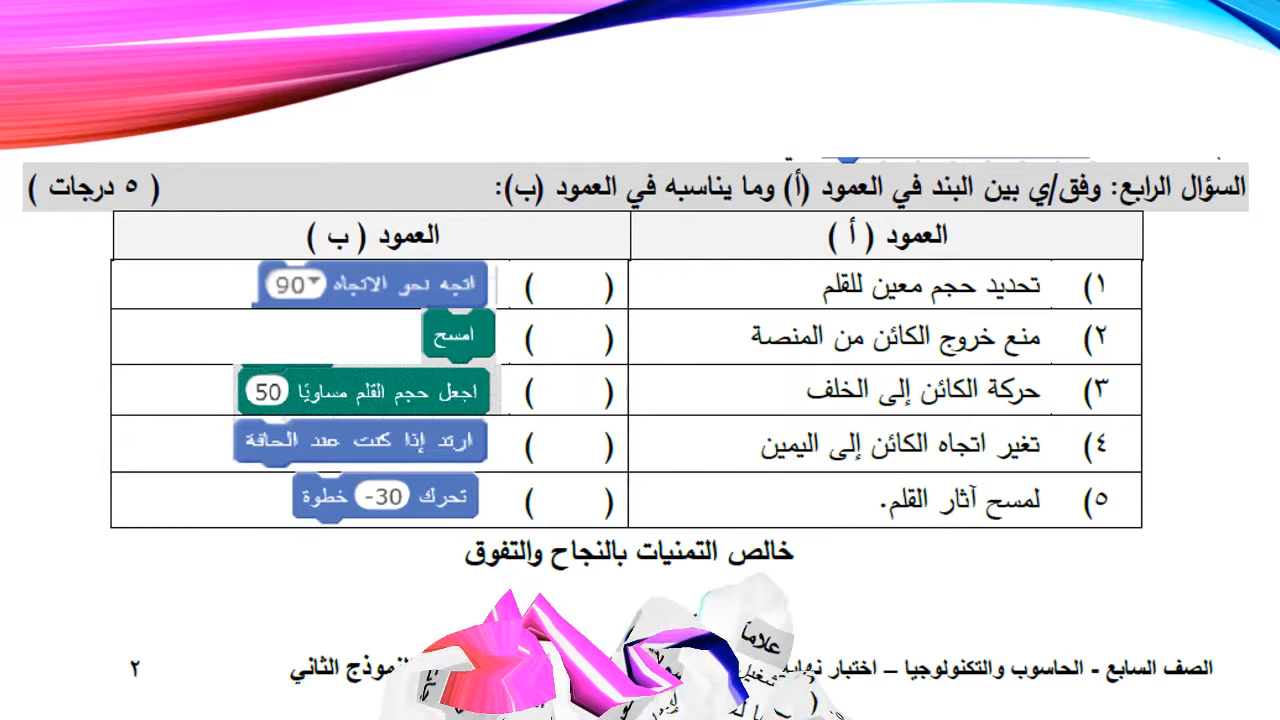 السؤال الرابع: وفق/ي بين البند في العمود (أ) وما يناسبه في العمود (ب): ( ٥ درجات )
العمود ( أ ) العمود ( ب )
١) تحديد حجم معين للقلم ( ) اتجه نحو الاتجاه 90
٢) منع خروج الكائن من المنصة ( ) امسح
٣) حركة الكائن إلى الخلف ( ) اجعل حجم القلم مساويًا 50
٤) تغير اتجاه الكائن إلى اليمين ( ) ارتد إذا كنت عند الحافة
٥) لمسح آثار القلم. ( ) تحرك 30- خطوة
خالص التمنيات بالنجاح والتفوق
علاماً
شغيل
الصف السابع - الحاسوب والتكنولوجيا – اختبار الثاني ٢